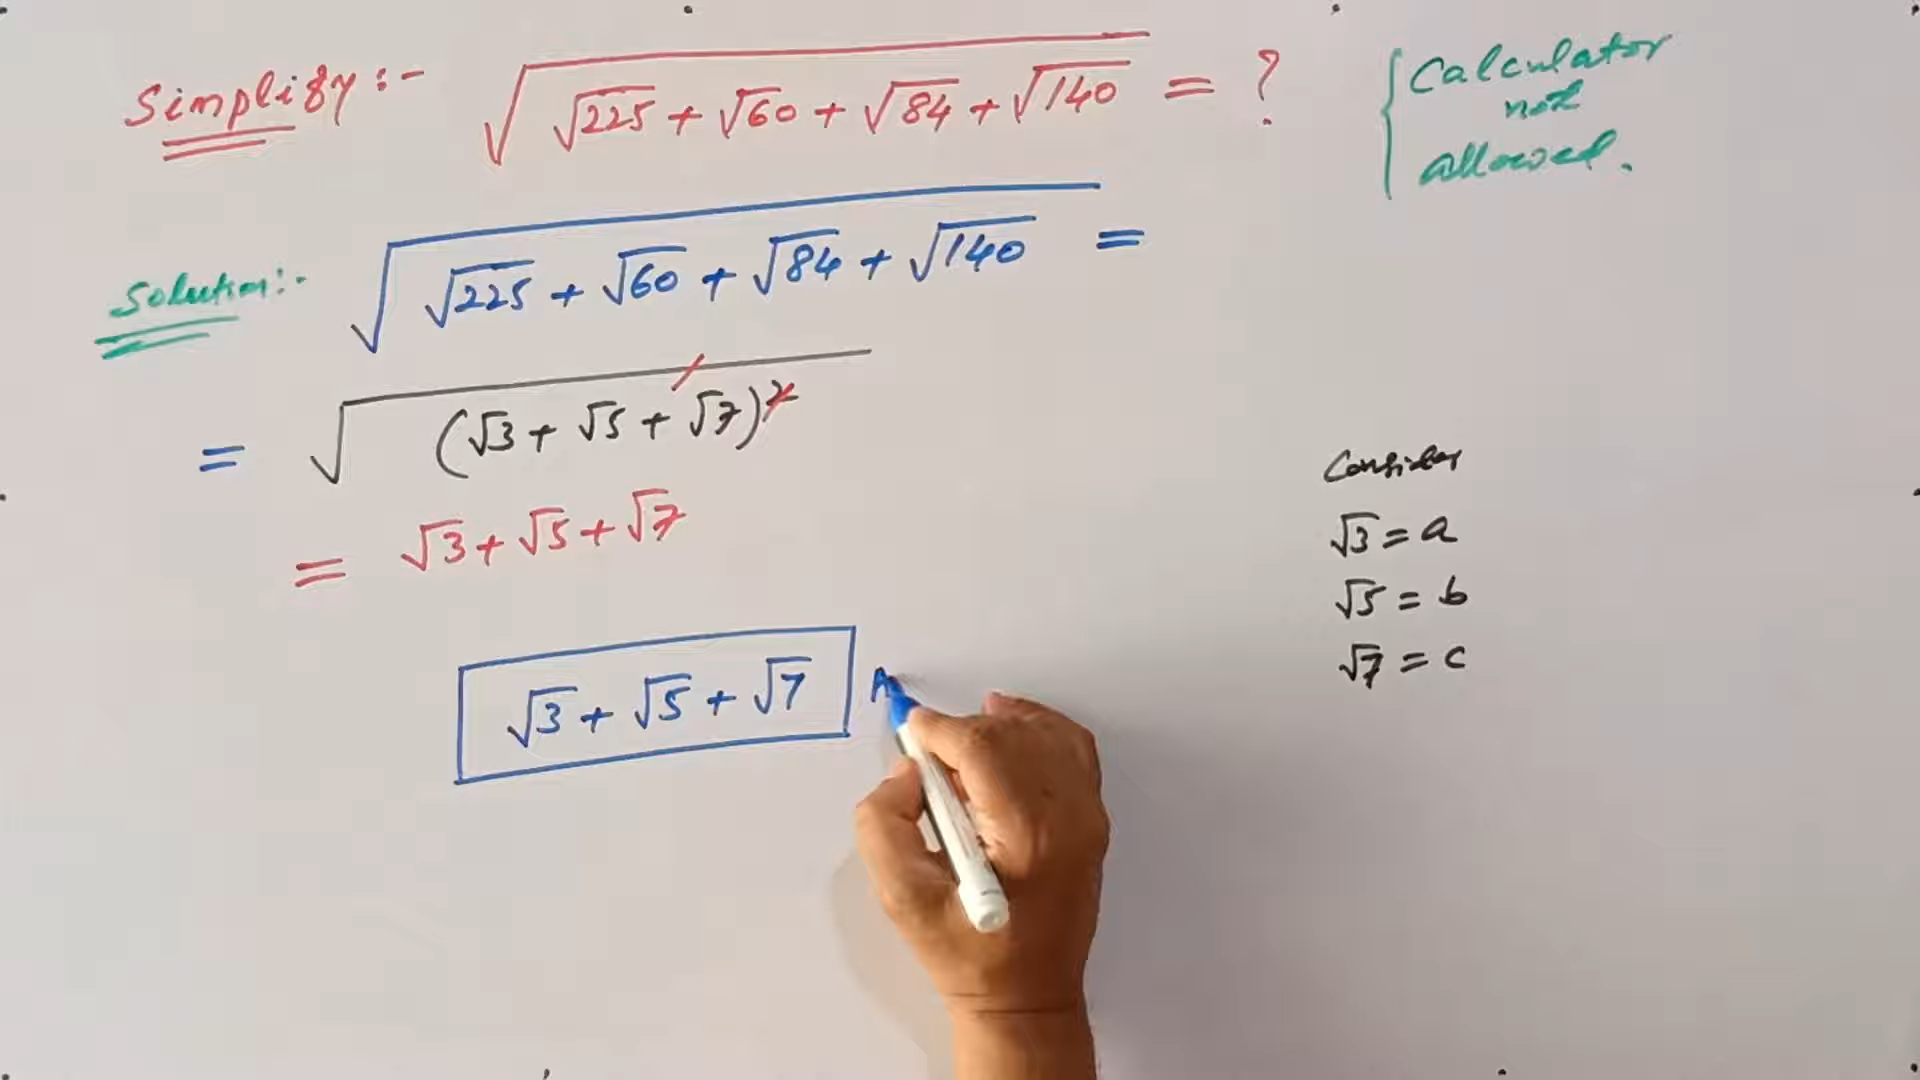 Simplify:- √(√225 + √60 + √84 + √140) = ?
{ Calculator
not
allowed.
Solution:- √(√225 + √60 + √84 + √140) =
= √((√3 + √5 + √7)²)
= √3 + √5 + √7
√3 + √5 + √7 A
Consider
√3 = a
√5 = b
√7 = c